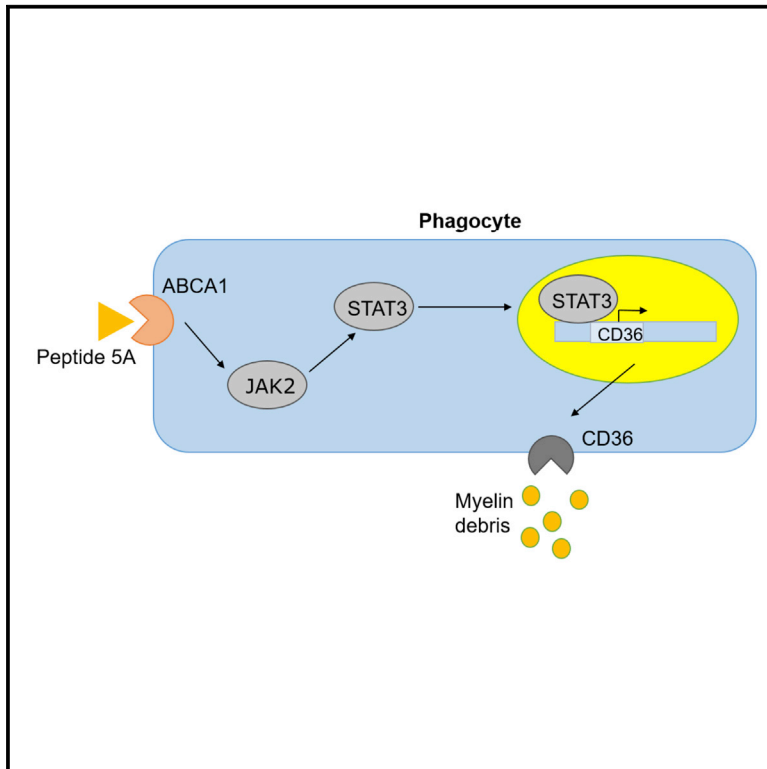 Phagocyte
ABCA1
Peptide 5A
JAK2
STAT3
STAT3
CD36
CD36
Myelin
debris